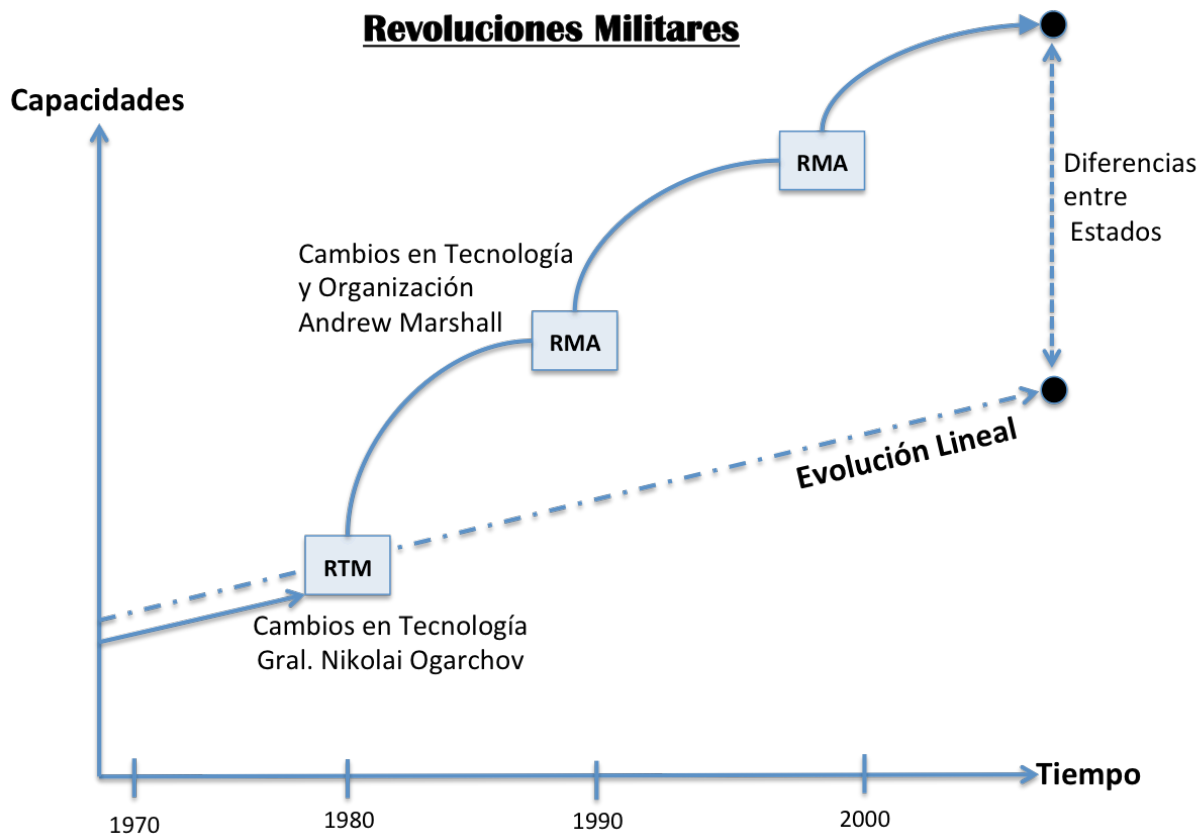 Revoluciones Militares
Capacidades
RMA
Diferencias
entre
Estados
Cambios en Tecnología
y Organización
Andrew Marshall
RMA
Evolución Lineal
RTM
Cambios en Tecnología
Gral. Nikolai Ogarchov
Tiempo
1970
1980
1990
2000